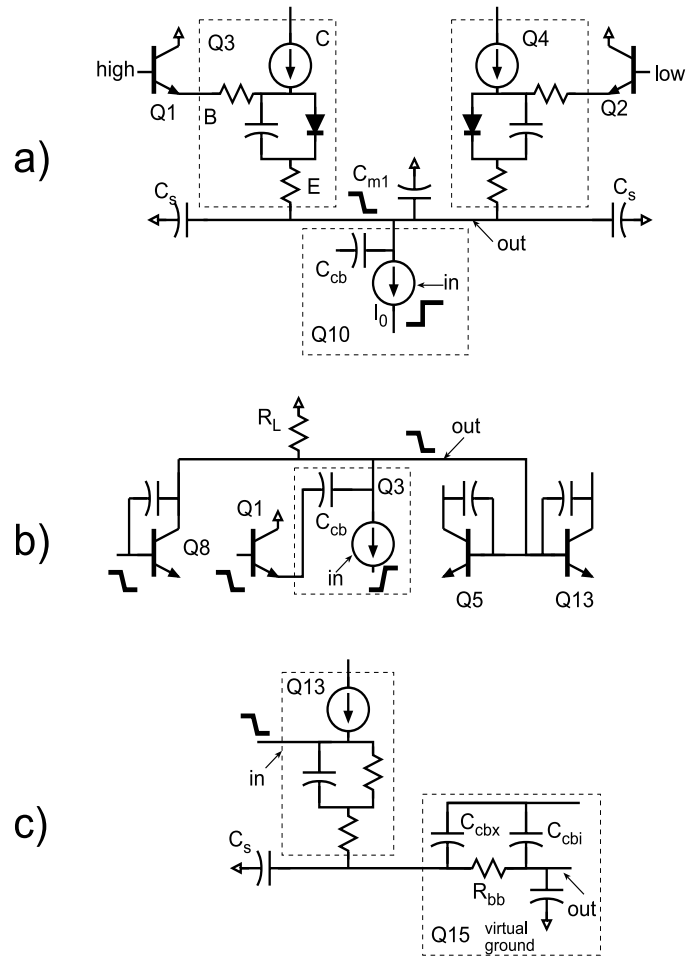 a)
Q3
C
Q4
high
low
Q1
B
Q2
E
C_m1
C_s
C_s
out
C_cb
in
I_0
Q10
b)
R_L
out
Q1
Q3
C_cb
Q8
in
Q5
Q13
c)
Q13
in
C_cbx
C_cbi
C_s
R_bb
out
Q15
virtual
ground